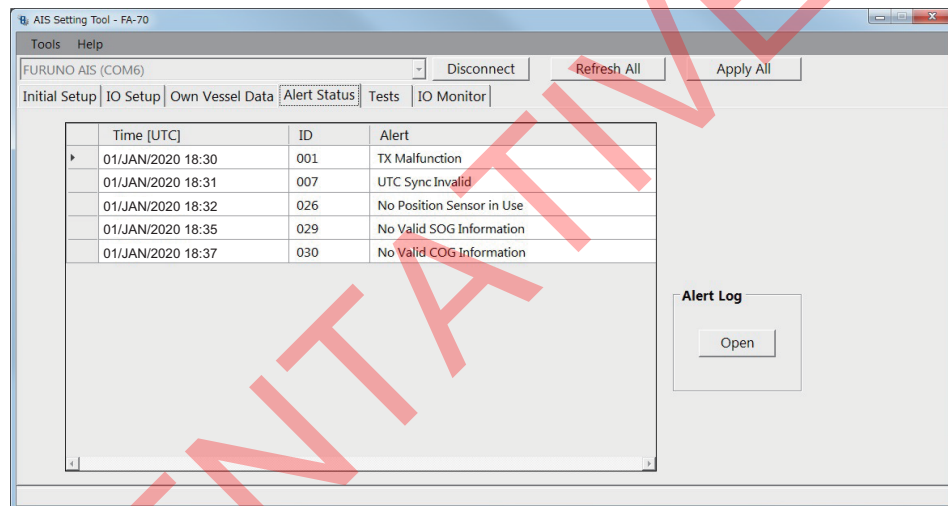 AIS Setting Tool - FA-70
Tools Help
FURUNO AIS (COM6) Disconnect Refresh All Apply All
Initial Setup IO Setup Own Vessel Data Alert Status Tests IO Monitor
Time [UTC] ID Alert
01/JAN/2020 18:30 001 TX Malfunction
01/JAN/2020 18:31 007 UTC Sync Invalid
01/JAN/2020 18:32 026 No Position Sensor in Use
01/JAN/2020 18:35 029 No Valid SOG Information
01/JAN/2020 18:37 030 No Valid COG Information
Alert Log
Open
ENTATIVE